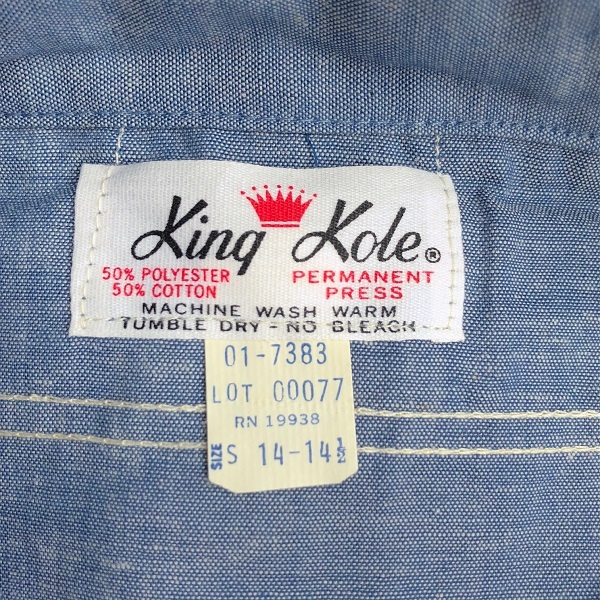 King Kole®
50% POLYESTER PERMANENT
50% COTTON PRESS
MACHINE WASH WARM
TUMBLE DRY - NO BLEACH
01-7383
LOT 00077
RN 19938
SIZE S 14-14½